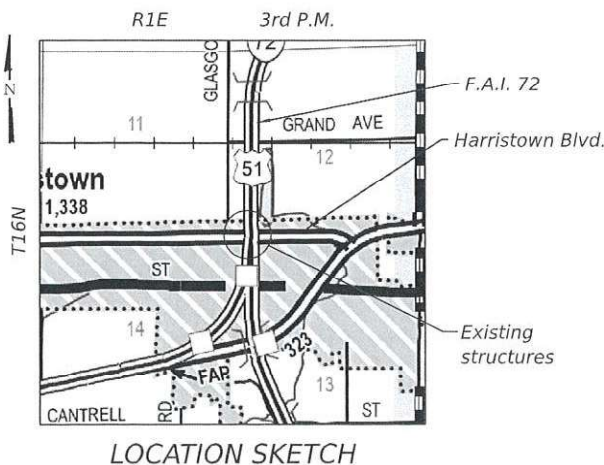 R1E 3rd P.M.
72
GLASGO
F.A.I. 72
11
GRAND AVE
Harristown Blvd.
12
51
stown
1,338
T16N
N
ST
14
323
Existing
structures
FAP
13
CANTRELL RD ST
LOCATION SKETCH